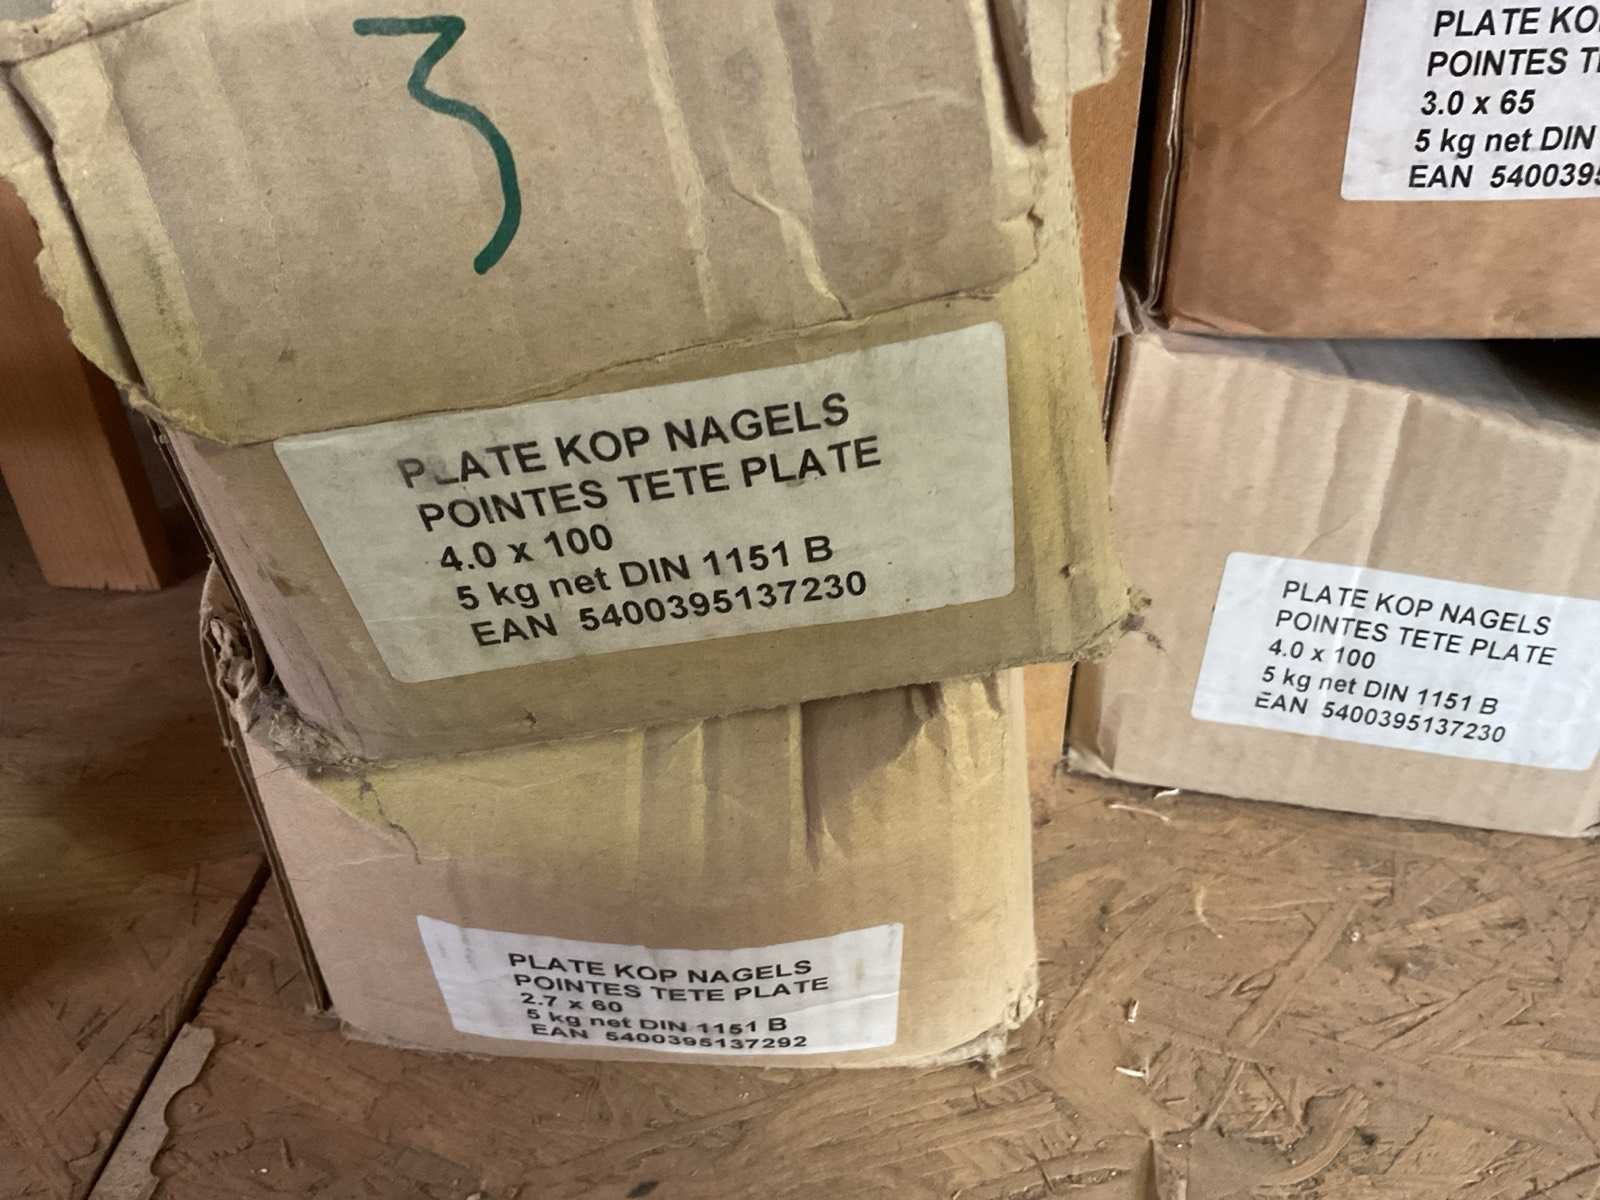 3
PLATE KOP NAGELS
POINTES TETE PLATE
4.0 x 100
5 kg net DIN 1151 B
EAN 5400395137230
PLATE KOP NAGELS
POINTES TETE PLATE
2.7 x 60
5 kg net DIN 1151 B
EAN 5400395137292
PLATE
POINTES
3.0 x 65
5 kg net DIN
EAN
PLATE KOP NAGELS
POINTES TETE PLATE
4.0 x 100
5 kg net DIN 1151 B
EAN 5400395137230